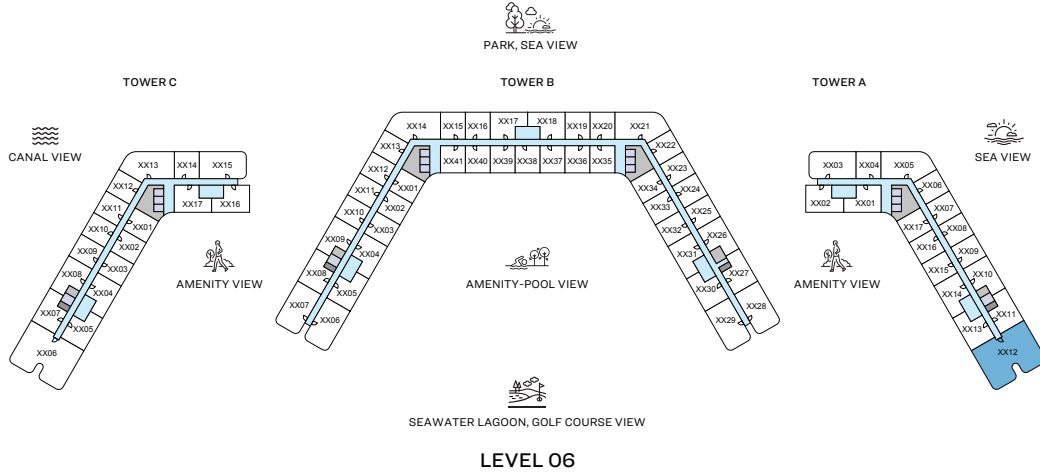 PARK, SEA VIEW
TOWER C
TOWER B
TOWER A
CANAL VIEW
SEA VIEW
XX13 XX14 XX15
XX12
XX11
XX10
XX09
XX08
XX07
XX06
XX17 XX16
XX01
XX02
XX03
XX04
XX05
AMENITY VIEW
XX14 XX15 XX16 XX17 XX18 XX19 XX20 XX21
XX13
XX12
XX11
XX10
XX09
XX08
XX07
XX06
XX41 XX40 XX39 XX38 XX37 XX36 XX35
XX01
XX02
XX03
XX04
XX05
XX22
XX23
XX24
XX25
XX26
XX27
XX28
XX34
XX33
XX32
XX31
XX30
XX29
AMENITY-POOL VIEW
XX03 XX04 XX05
XX02 XX01
XX06
XX07
XX08
XX09
XX10
XX11
XX12
XX17
XX16
XX15
XX14
XX13
AMENITY VIEW
SEAWATER LAGOON, GOLF COURSE VIEW
LEVEL 06